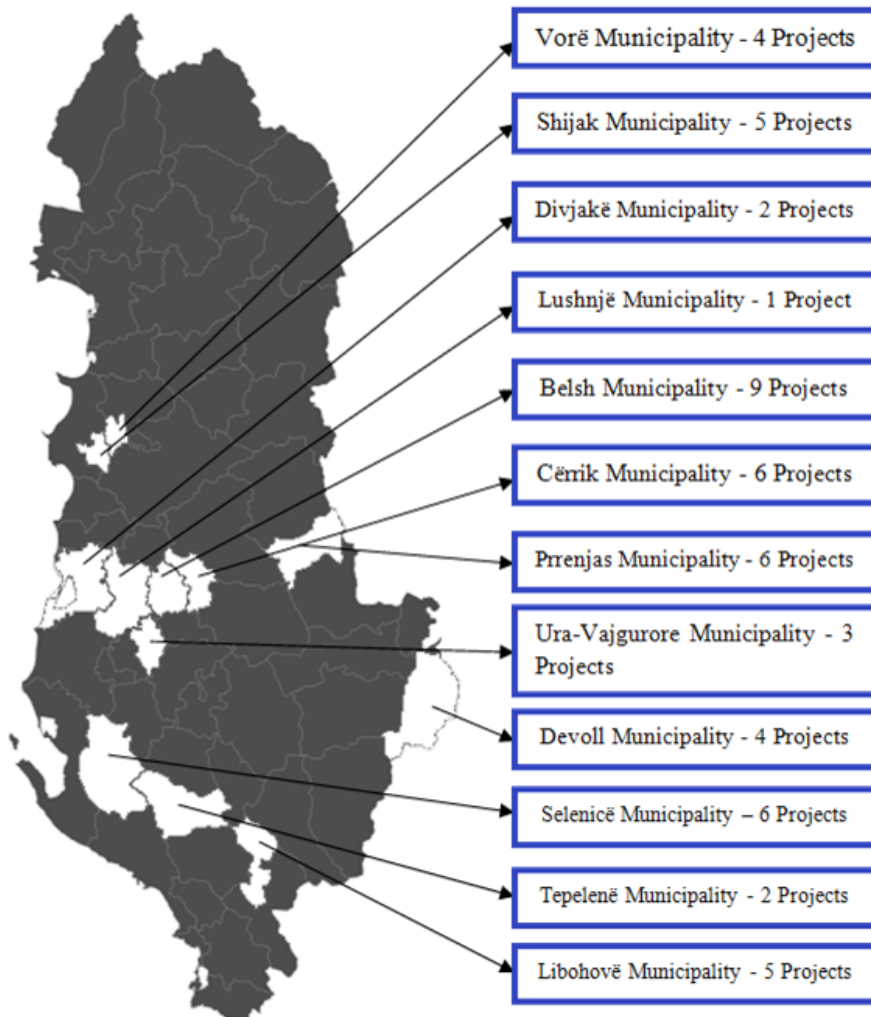 Vorë Municipality - 4 Projects
Shijak Municipality - 5 Projects
Divjakë Municipality - 2 Projects
Lushnjë Municipality - 1 Project
Belsh Municipality - 9 Projects
Cërrik Municipality - 6 Projects
Prrenjas Municipality - 6 Projects
Ura-Vajgurore Municipality - 3
Projects
Devoll Municipality - 4 Projects
Selenicë Municipality – 6 Projects
Tepelenë Municipality - 2 Projects
Libohovë Municipality - 5 Projects